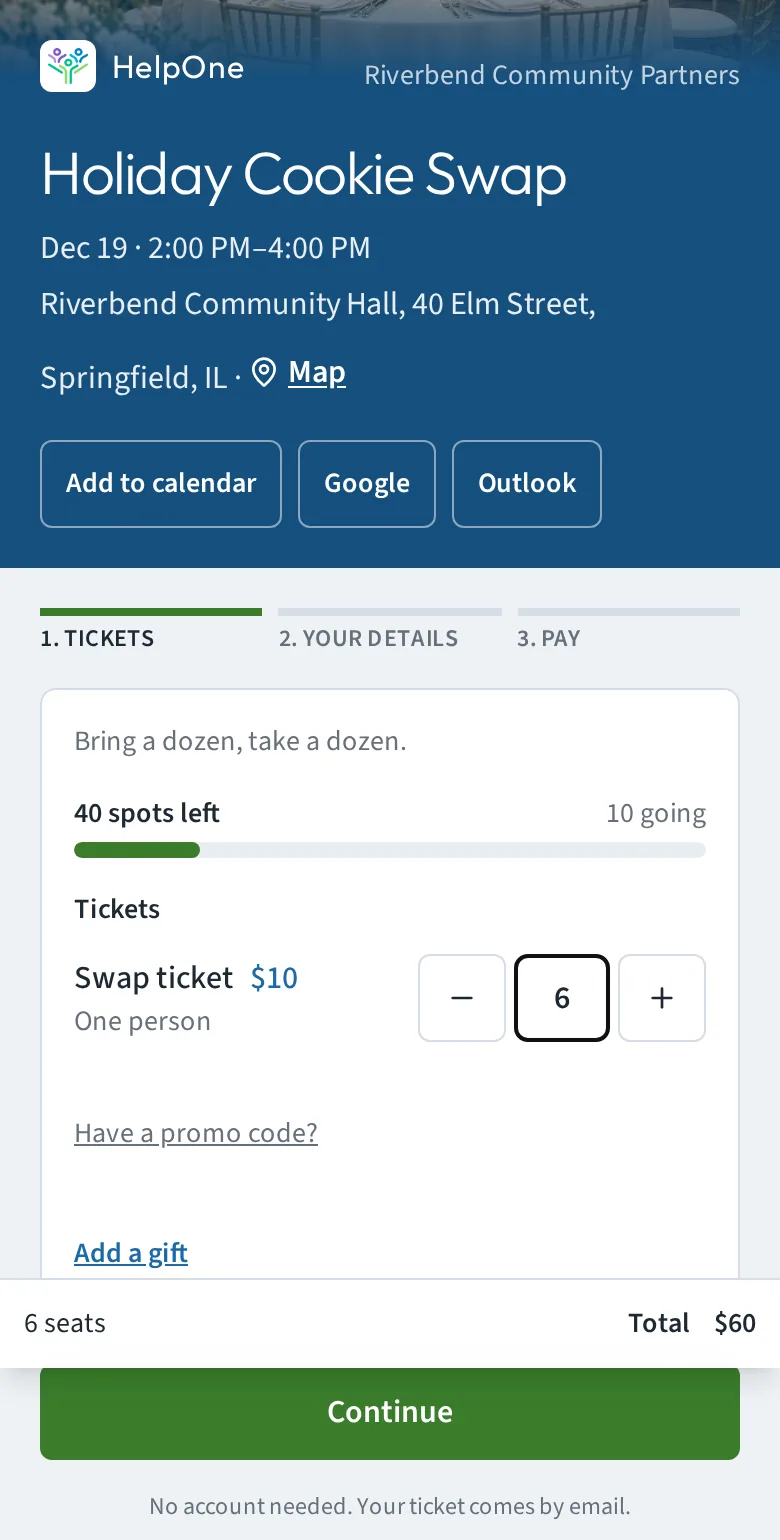 HelpOne
Riverbend Community Partners
Holiday Cookie Swap
Dec 19 · 2:00 PM–4:00 PM
Riverbend Community Hall, 40 Elm Street,
Springfield, IL · Map
Add to calendar
Google
Outlook
1. TICKETS
2. YOUR DETAILS
3. PAY
Bring a dozen, take a dozen.
40 spots left
10 going
Tickets
Swap ticket $10
One person
− 6 +
Have a promo code?
Add a gift
6 seats
Total $60
Continue
No account needed. Your ticket comes by email.